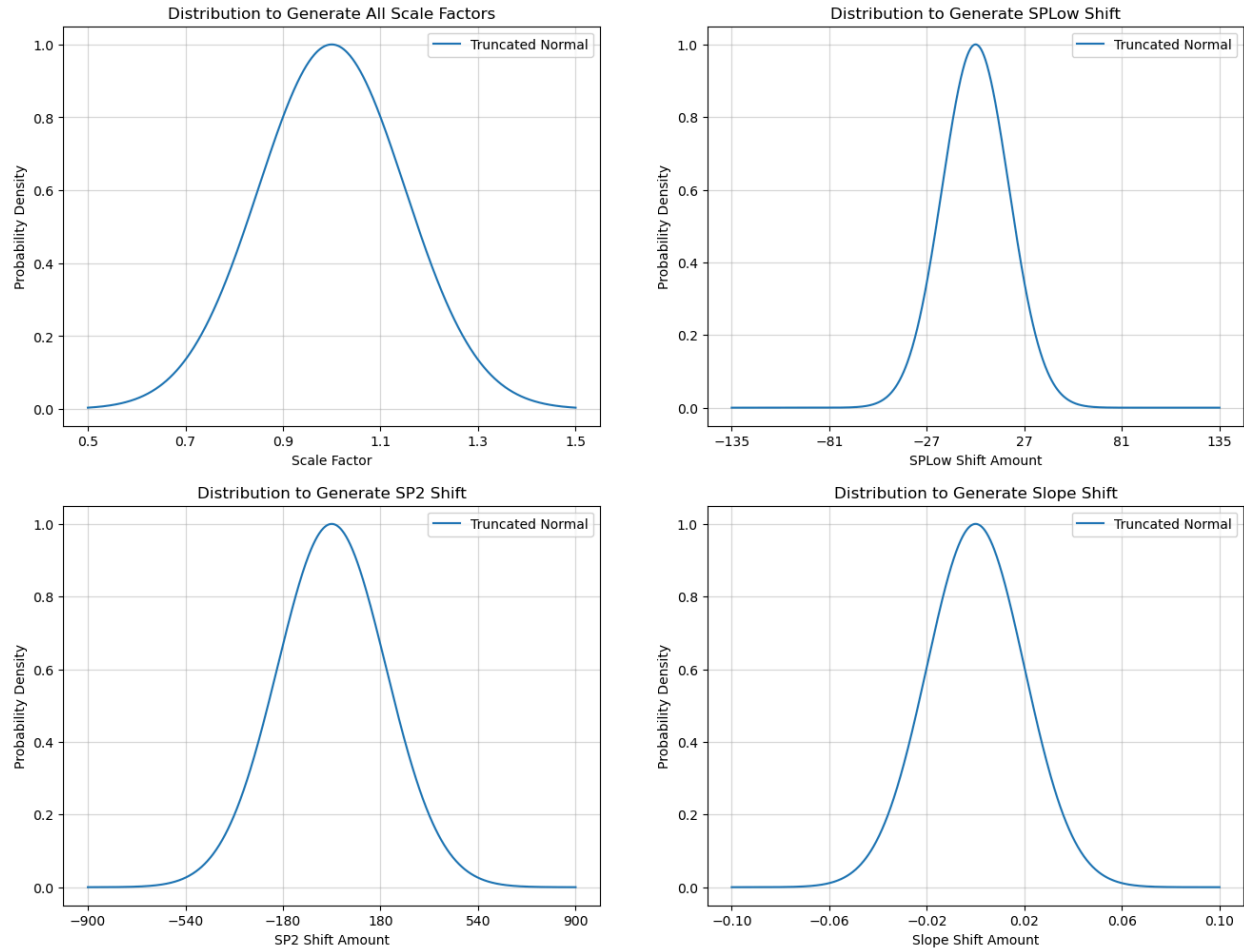 Distribution to Generate All Scale Factors
Truncated Normal
1.0
0.8
0.6
0.4
0.2
0.0
Probability Density
0.5 0.7 0.9 1.1 1.3 1.5
Scale Factor
Distribution to Generate SPLow Shift
Truncated Normal
1.0
0.8
0.6
0.4
0.2
0.0
Probability Density
−135 −81 −27 27 81 135
SPLow Shift Amount
Distribution to Generate SP2 Shift
Truncated Normal
1.0
0.8
0.6
0.4
0.2
0.0
Probability Density
−900 −540 −180 180 540 900
SP2 Shift Amount
Distribution to Generate Slope Shift
Truncated Normal
1.0
0.8
0.6
0.4
0.2
0.0
Probability Density
−0.10 −0.06 −0.02 0.02 0.06 0.10
Slope Shift Amount